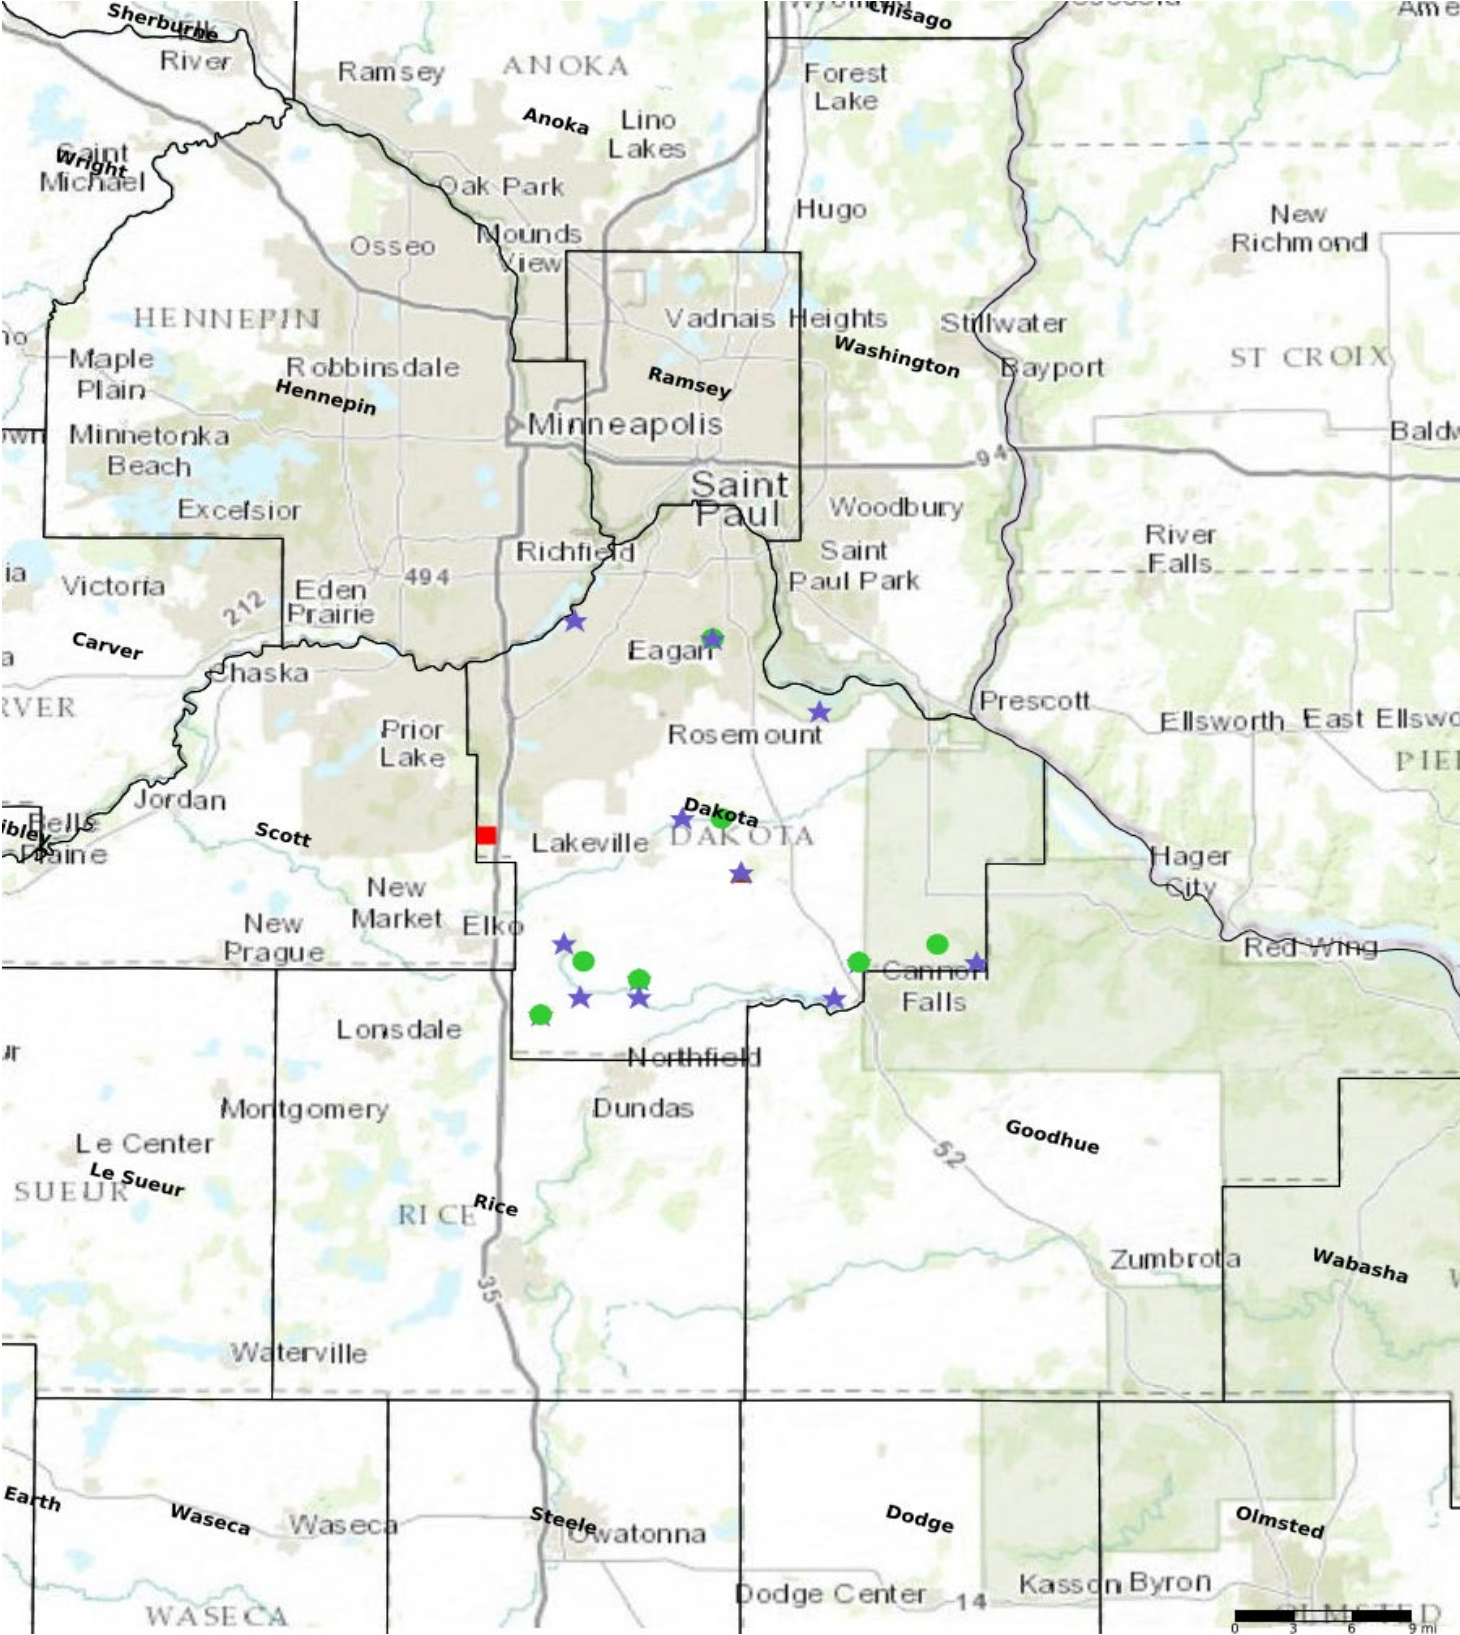 Sherburne
Chisago
River
Ramsey
ANOKA
Forest
Lake
Anoka
Lino
Lakes
Saint
Michael
Wright
Oak Park
Hugo
New
Richmond
Osseo
Mounds
View
HENNEPIN
Vadnais Heights
Stillwater
Maple
Plain
Robbinsdale
Hennepin
Ramsey
Washington
Bayport
ST CROIX
Minneapolis
Minnetonka
Beach
94
Saint
Paul
Excelsior
Woodbury
Richfield
Saint
Paul Park
River
Falls
Victoria
Eden
Prairie
494
212
Carver
Eagan
Chaska
Prescott
Ellsworth
Prior
Lake
Rosemount
Jordan
Belle
Plaine
Scott
Lakeville
Dakota
DAKOTA
Hager
City
New
Market
Elko
New
Prague
Red Wing
Cannon
Falls
Lonsdale
Northfield
Montgomery
Dundas
Goodhue
52
Le Center
Le Sueur
SUEUR
Rice
RICE
Zumbrota
Wabasha
35
Waterville
Earth
Waseca
Waseca
Steele
Owatonna
Dodge
Olmsted
Dodge Center
14
Kasson
Byron
WASECA
OLMSTED
0 3 6 9 mi